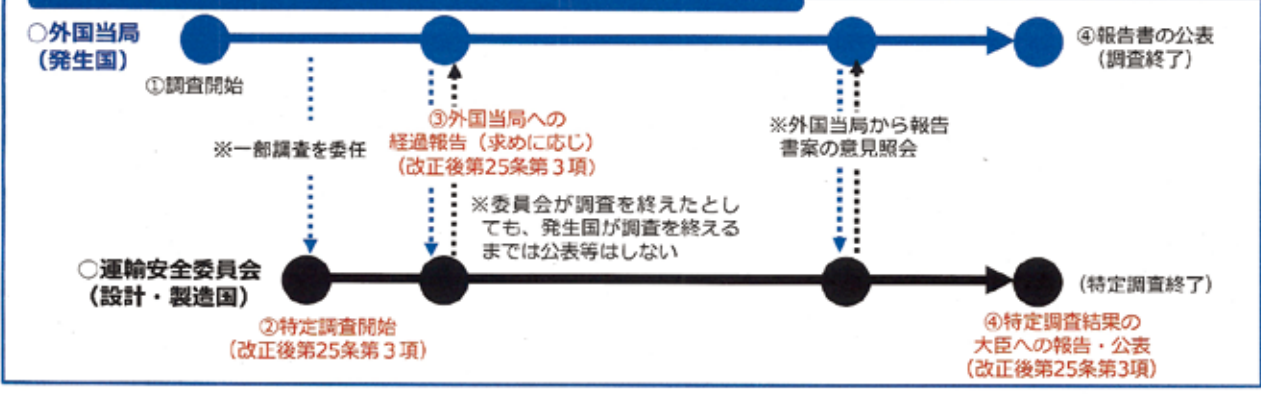 ○外国当局
(発生国)
①調査開始
④報告書の公表
(調査終了)
※一部調査を委任
③外国当局への
経過報告（求めに応じ）
(改正後第25条第３項)
※外国当局から報告
書案の意見照会
※委員会が調査を終えたとし
ても、発生国が調査を終える
までは公表等はしない
○運輸安全委員会
(設計・製造国)
(特定調査終了)
②特定調査開始
(改正後第25条第３項)
④特定調査結果の
大臣への報告・公表
(改正後第25条第3項)